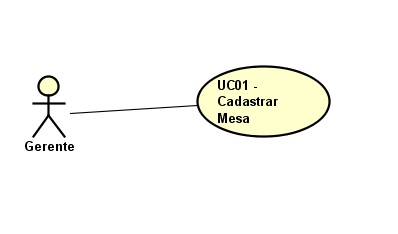 UC01 -
Cadastrar
Mesa
Gerente